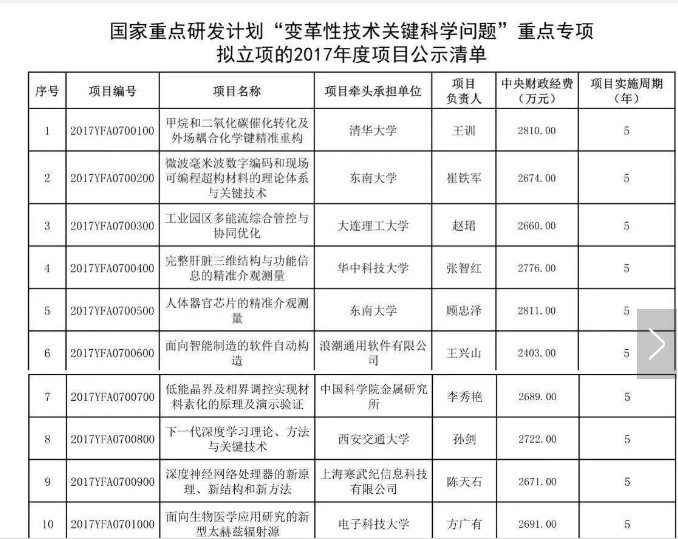 国家重点研发计划“变革性技术关键科学问题”重点专项
拟立项的2017年度项目公示清单
序号 项目编号 项目名称 项目牵头承担单位 项目负责人 中央财政经费（万元） 项目实施周期（年）
1 2017YFA0700100 甲烷和二氧化碳催化转化及外场耦合化学键精准重构 清华大学 王训 2810.00 5
2 2017YFA0700200 微波毫米波数字编码和现场可编程超构材料的理论体系与关键技术 东南大学 崔铁军 2674.00 5
3 2017YFA0700300 工业园区多能流综合管控与协同优化 大连理工大学 赵珺 2660.00 5
4 2017YFA0700400 完整肝脏三维结构与功能信息的精准介观测量 华中科技大学 张智红 2776.00 5
5 2017YFA0700500 人体器官芯片的精准介观测量 东南大学 顾忠泽 2811.00 5
6 2017YFA0700600 面向智能制造的软件自动构造 浪潮通用软件有限公司 王兴山 2403.00 5
7 2017YFA0700700 低能晶界及相界调控实现材料素化的原理及演示验证 中国科学院金属研究所 李秀艳 2689.00 5
8 2017YFA0700800 下一代深度学习理论、方法与关键技术 西安交通大学 孙剑 2722.00 5
9 2017YFA0700900 深度神经网络处理器的新原理、新结构和新方法 上海寒武纪信息科技有限公司 陈天石 2671.00 5
10 2017YFA0701000 面向生物医学应用研究的新型太赫兹辐射源 电子科技大学 方广有 2691.00 5